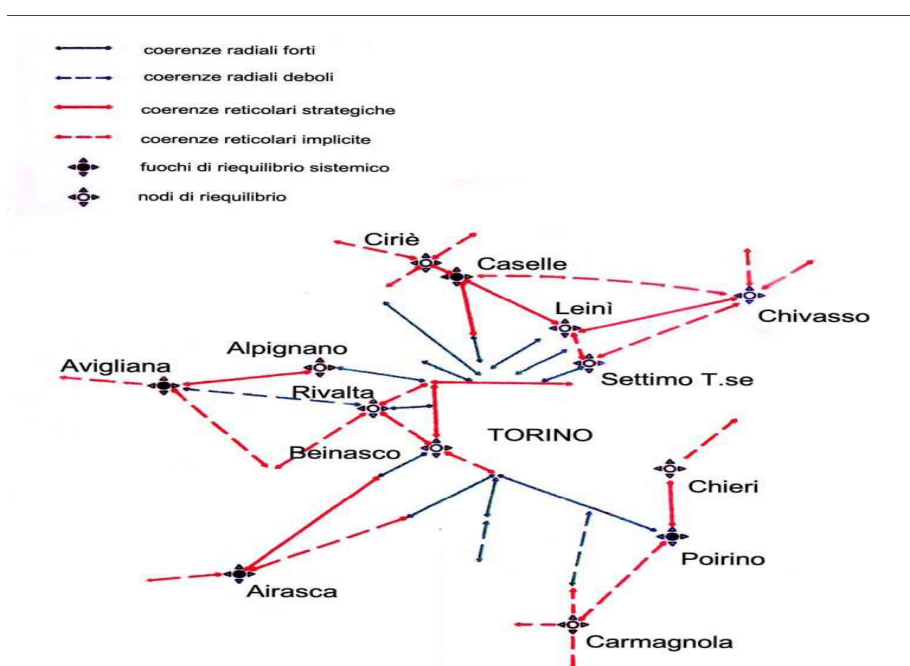 coerenze radiali forti
coerenze radiali deboli
coerenze reticolari strategiche
coerenze reticolari implicite
fuochi di riequilibrio sistemico
nodi di riequilibrio
Ciriè
Caselle
Leinì
Chivasso
Alpignano
Avigliana
Rivalta
Settimo T.se
TORINO
Beinasco
Chieri
Poirino
Airasca
Carmagnola